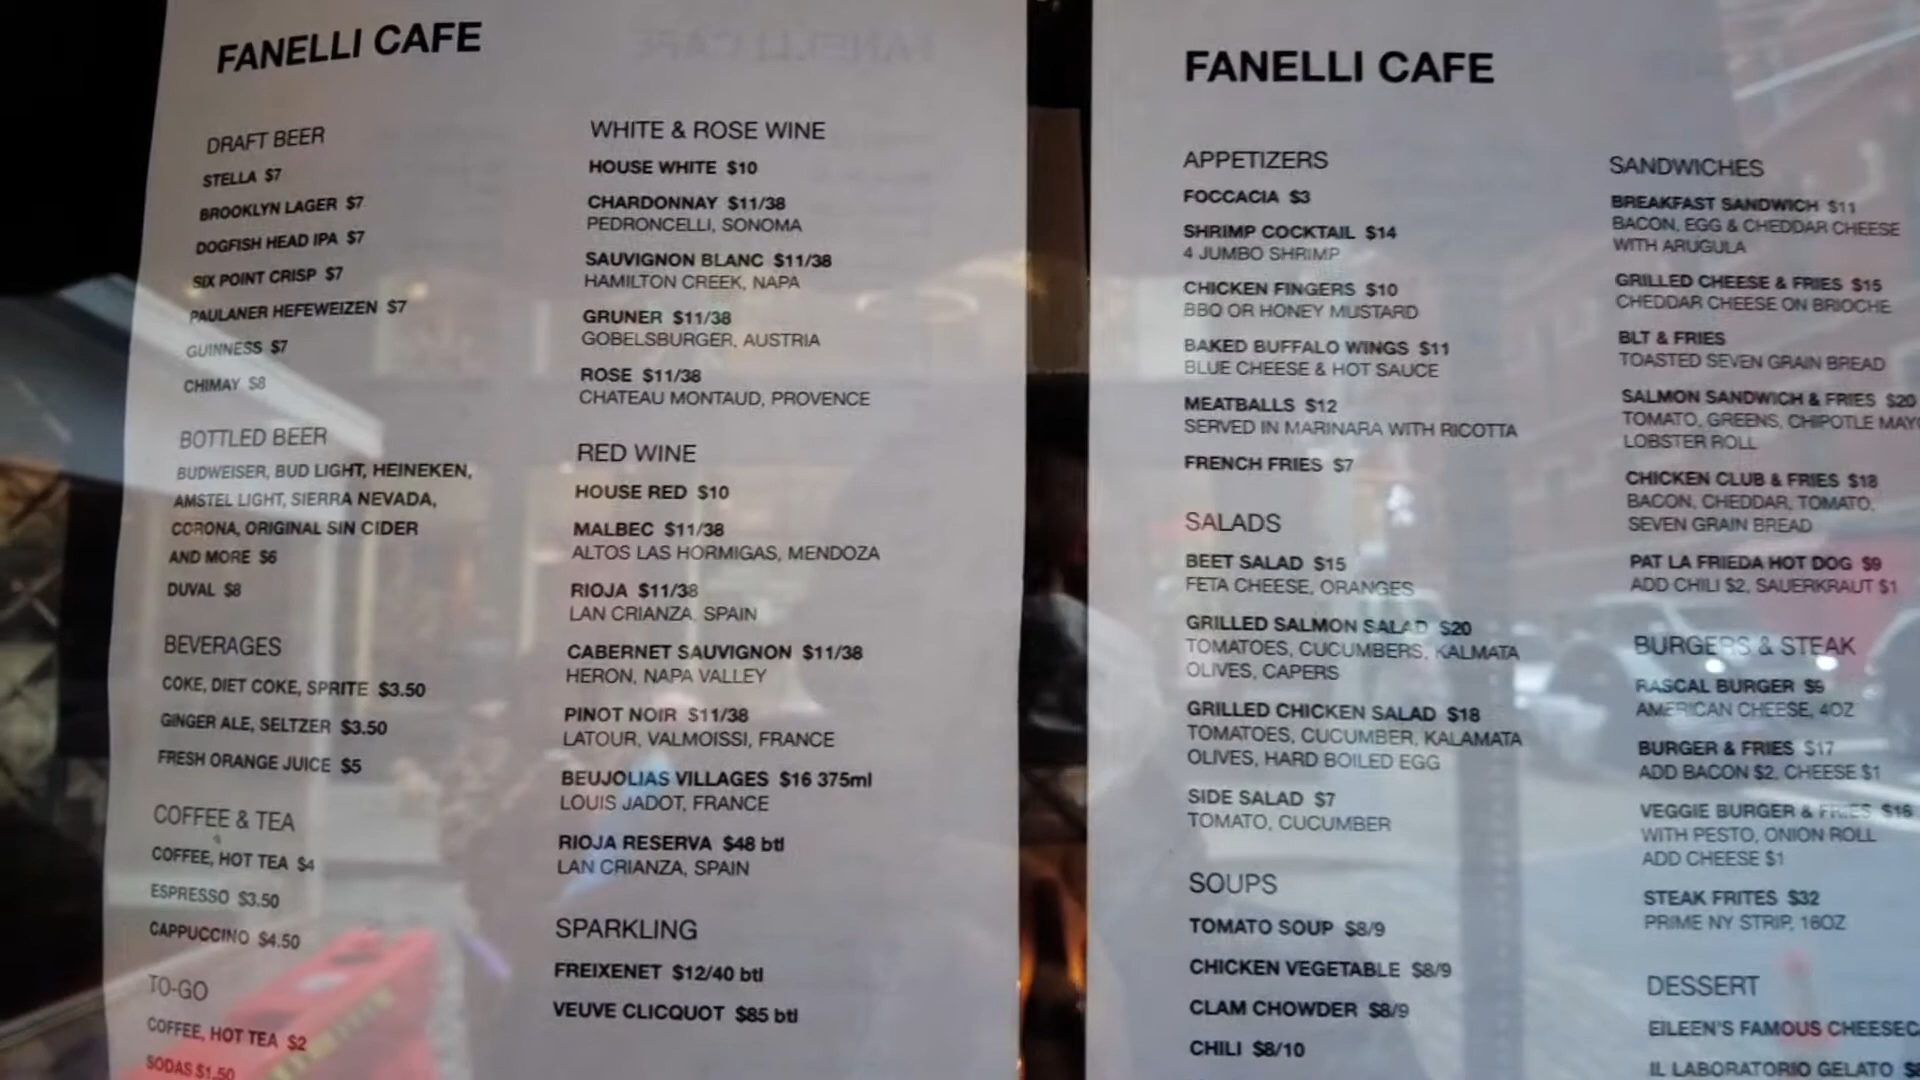 FANELLI CAFE
DRAFT BEER
STELLA $7
BROOKLYN LAGER $7
DOGFISH HEAD IPA $7
SIX POINT CRISP $7
PAULANER HEFEWEIZEN $7
GUINNESS $7
CHIMAY $8
BOTTLED BEER
BUDWEISER, BUD LIGHT, HEINEKEN,
AMSTEL LIGHT, SIERRA NEVADA,
CORONA, ORIGINAL SIN CIDER
AND MORE $6
DUVAL $8
BEVERAGES
COKE, DIET COKE, SPRITE $3.50
GINGER ALE, SELTZER $3.50
FRESH ORANGE JUICE $5
COFFEE & TEA
COFFEE, HOT TEA $4
ESPRESSO $3.50
CAPPUCCINO $4.50
TO-GO
COFFEE, HOT TEA $2
SODAS $1.50
WHITE & ROSE WINE
HOUSE WHITE $10
CHARDONNAY $11/38
PEDRONCELLI, SONOMA
SAUVIGNON BLANC $11/38
HAMILTON CREEK, NAPA
GRUNER $11/38
GOBELSBURGER, AUSTRIA
ROSE $11/38
CHATEAU MONTAUD, PROVENCE
RED WINE
HOUSE RED $10
MALBEC $11/38
ALTOS LAS HORMIGAS, MENDOZA
RIOJA $11/38
LAN CRIANZA, SPAIN
CABERNET SAUVIGNON $11/38
HERON, NAPA VALLEY
PINOT NOIR $11/38
LATOUR, VALMOISSI, FRANCE
BEUJOLIAS VILLAGES $16 375ml
LOUIS JADOT, FRANCE
RIOJA RESERVA $48 btl
LAN CRIANZA, SPAIN
SPARKLING
FREIXENET $12/40 btl
VEUVE CLICQUOT $85 btl
FANELLI CAFE
APPETIZERS
FOCCACIA $3
SHRIMP COCKTAIL $14
4 JUMBO SHRIMP
CHICKEN FINGERS $10
BBQ OR HONEY MUSTARD
BAKED BUFFALO WINGS $11
BLUE CHEESE & HOT SAUCE
MEATBALLS $12
SERVED IN MARINARA WITH RICOTTA
FRENCH FRIES $7
SALADS
BEET SALAD $15
FETA CHEESE, ORANGES
GRILLED SALMON SALAD $20
TOMATOES, CUCUMBERS, KALMATA
OLIVES, CAPERS
GRILLED CHICKEN SALAD $18
TOMATOES, CUCUMBER, KALAMATA
OLIVES, HARD BOILED EGG
SIDE SALAD $7
TOMATO, CUCUMBER
SOUPS
TOMATO SOUP $8/9
CHICKEN VEGETABLE $8/9
CLAM CHOWDER $8/9
CHILI $8/10
SANDWICHES
BREAKFAST SANDWICH $11
BACON, EGG & CHEDDAR CHEESE
WITH ARUGULA
GRILLED CHEESE & FRIES $15
CHEDDAR CHEESE ON BRIOCHE
BLT & FRIES
TOASTED SEVEN GRAIN BREAD
SALMON SANDWICH & FRIES $20
TOMATO, GREENS, CHIPOTLE MAYO
LOBSTER ROLL
CHICKEN CLUB & FRIES $18
BACON, CHEDDAR, TOMATO,
SEVEN GRAIN BREAD
PAT LA FRIEDA HOT DOG $9
ADD CHILI $2, SAUERKRAUT $1
BURGERS & STEAK
RASCAL BURGER
AMERICAN CHEESE, 4OZ
BURGER & FRIES $17
ADD BACON $2, CHEESE $1
VEGGIE BURGER & FRIES $16
WITH PESTO, ONION ROLL
ADD CHEESE $1
STEAK FRITES $32
PRIME NY STRIP, 16OZ
DESSERT
EILEEN'S FAMOUS
IL LABORATORIO GELATO